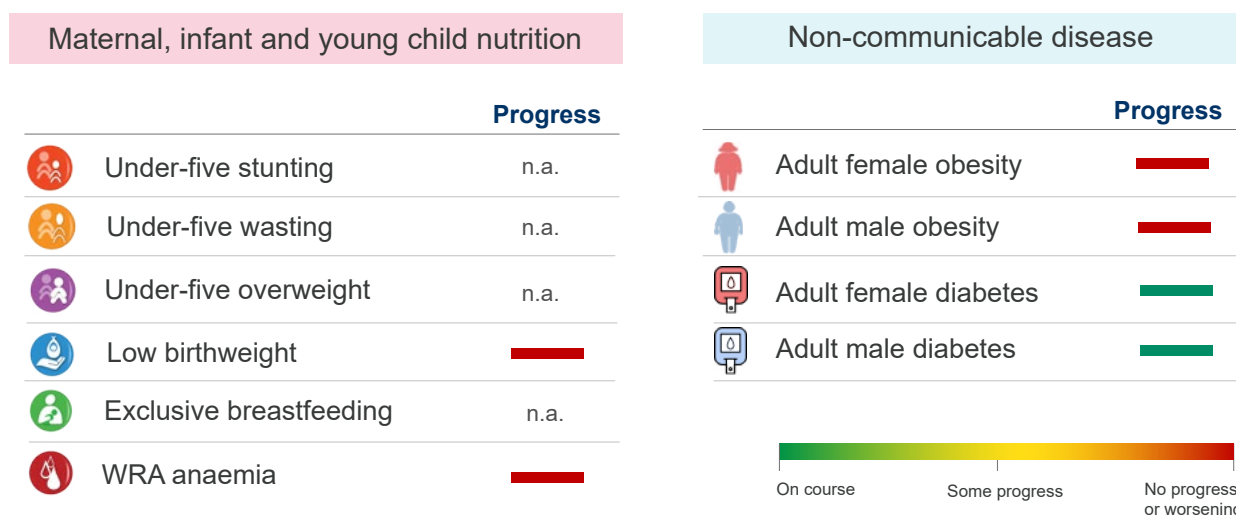 Maternal, infant and young child nutrition
Progress
Under-five stunting n.a.
Under-five wasting n.a.
Under-five overweight n.a.
Low birthweight
Exclusive breastfeeding n.a.
WRA anaemia
Non-communicable disease
Progress
Adult female obesity
Adult male obesity
Adult female diabetes
Adult male diabetes
On course
Some progress
No progress
or worsening